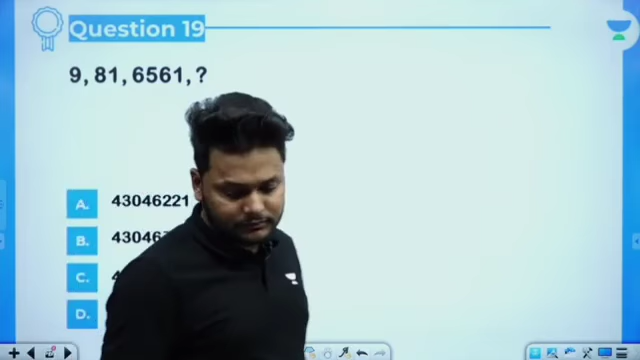 Question 19
9, 81, 6561, ?
A. 43046221
B.
C.
D.